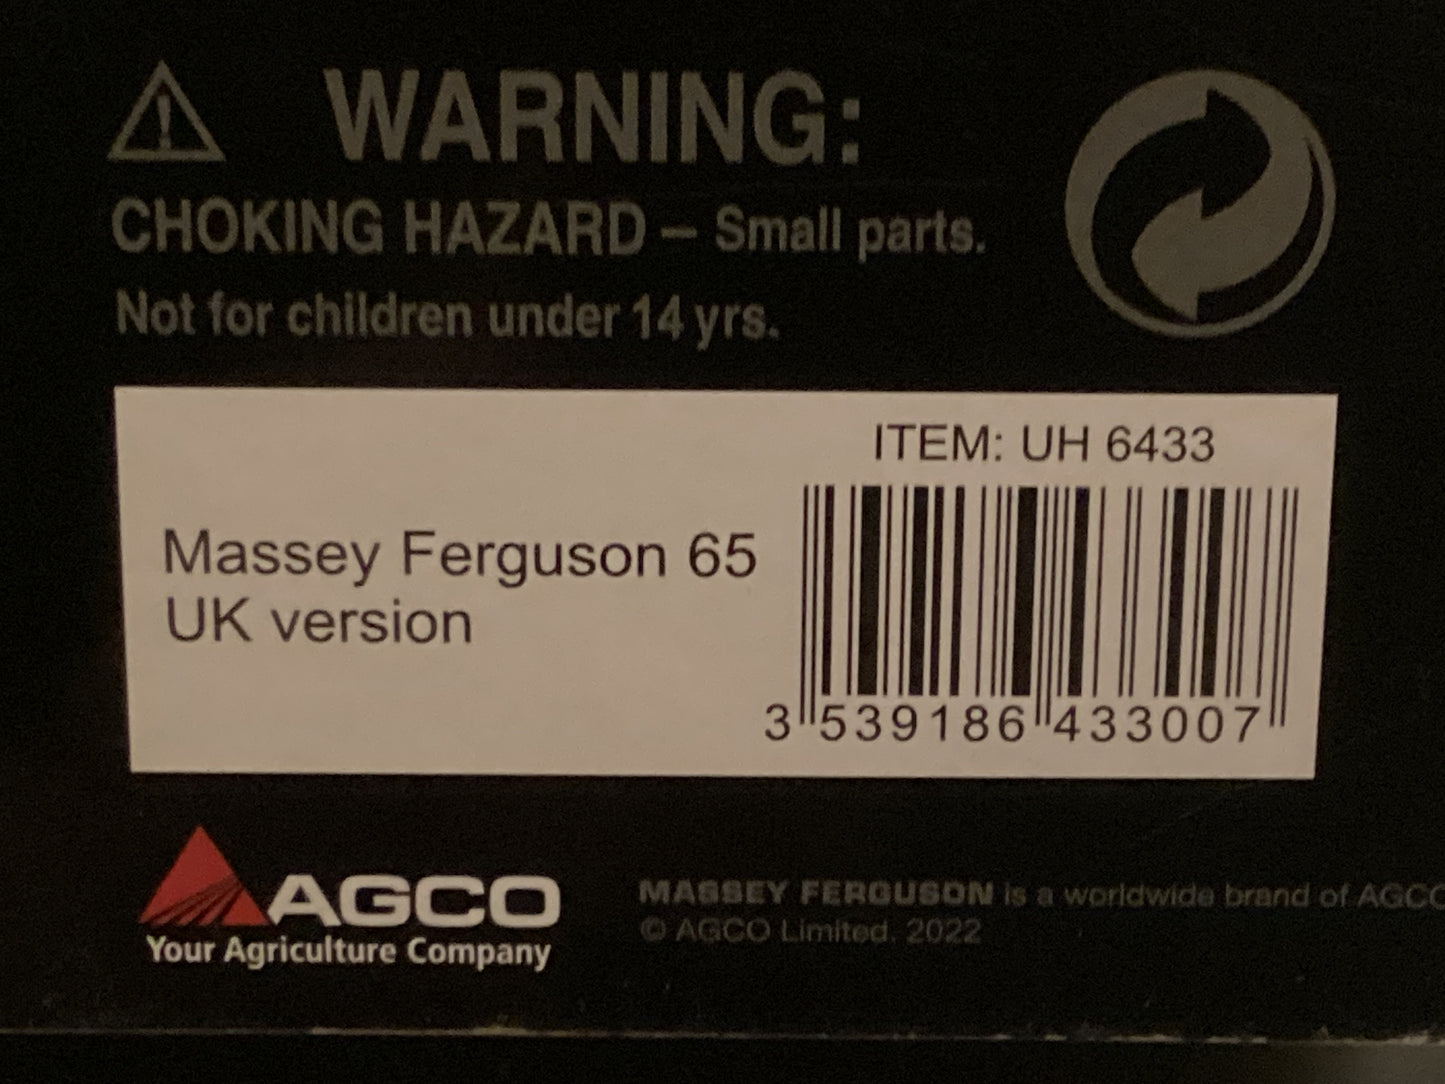 WARNING:
CHOKING HAZARD – Small parts.
Not for children under 14 yrs.
ITEM: UH 6433
Massey Ferguson 65
UK version
3 539186 433007
AGCO
Your Agriculture Company
MASSEY FERGUSON is a worldwide brand of AGCO
© AGCO Limited. 2022